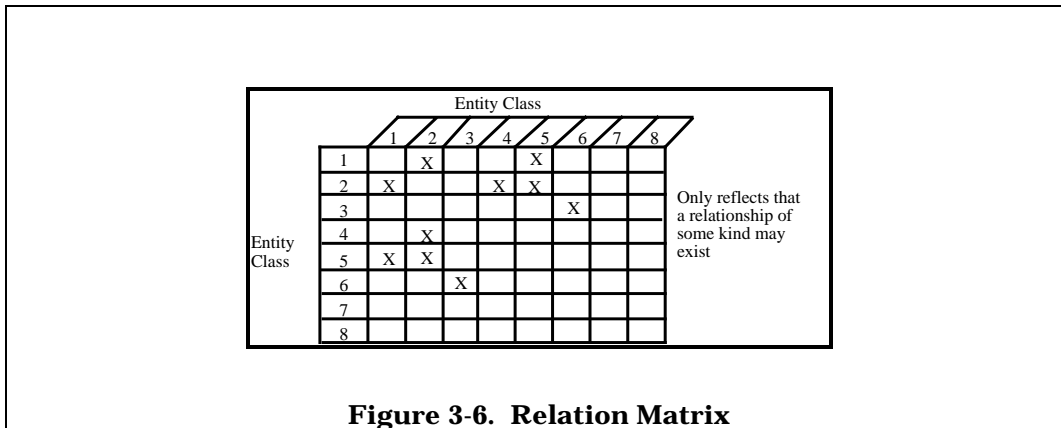 Entity Class
1 2 3 4 5 6 7 8
1 X X
2 X X X
3 X
4 X
5 X X
6 X
7
8
Entity
Class
Only reflects that
a relationship of
some kind may
exist
Figure 3-6. Relation Matrix